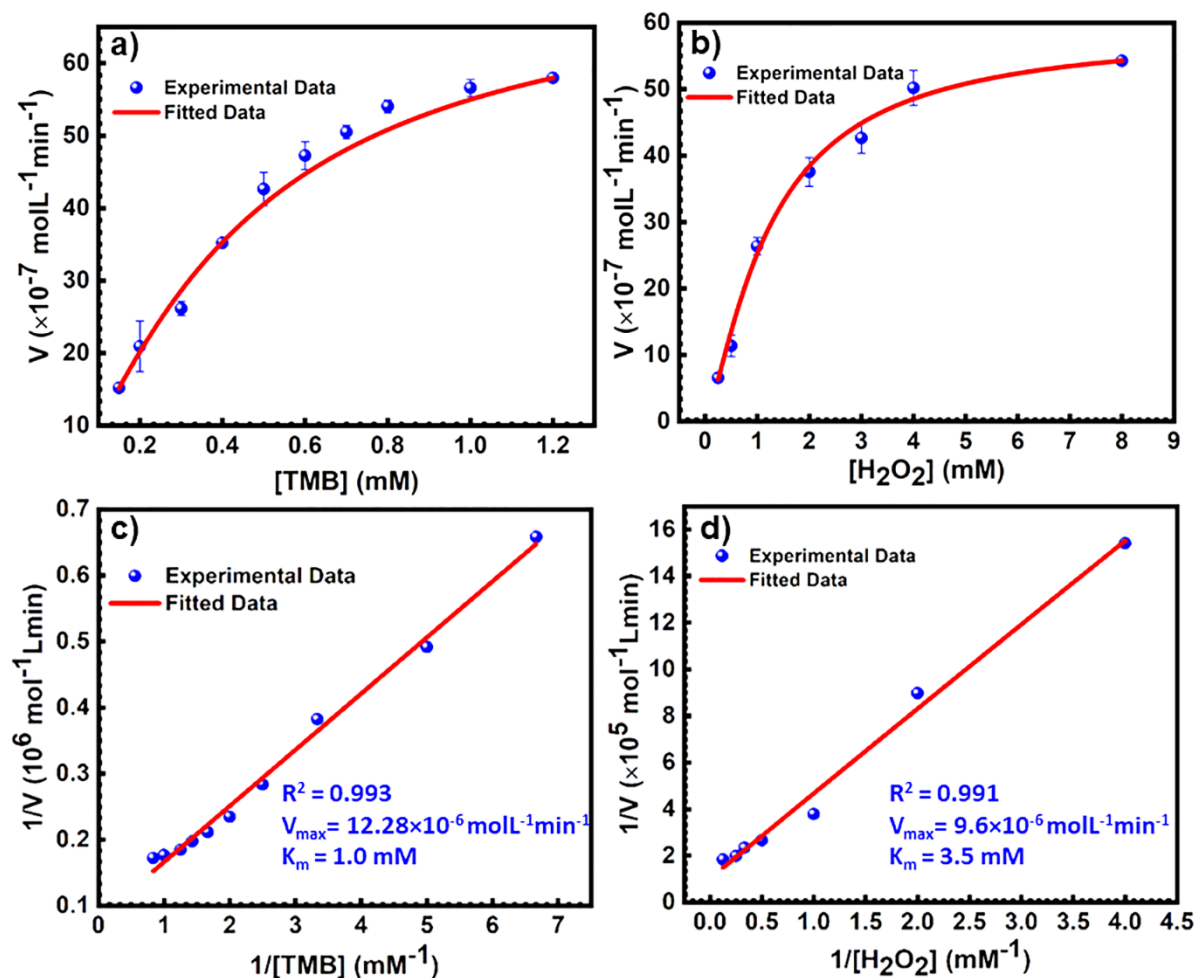 a)
Experimental Data
Fitted Data
V (×10⁻⁷ molL⁻¹min⁻¹)
60
50
40
30
20
10
0.2
0.4
0.6
0.8
1.0
1.2
[TMB] (mM)
b)
Experimental Data
Fitted Data
V (×10⁻⁷ molL⁻¹min⁻¹)
60
50
40
30
20
10
0
0
1
2
3
4
5
6
7
8
9
[H₂O₂] (mM)
c)
Experimental Data
Fitted Data
1/V (10⁶ mol⁻¹Lmin)
0.7
0.6
0.5
0.4
0.3
0.2
0.1
R² = 0.993
Vmax = 12.28×10⁻⁶ molL⁻¹min⁻¹
Km = 1.0 mM
0
1
2
3
4
5
6
7
1/[TMB] (mM⁻¹)
d)
Experimental Data
Fitted Data
1/V (×10⁵ mol⁻¹Lmin)
16
14
12
10
8
6
4
2
0
R² = 0.991
Vmax = 9.6×10⁻⁶ molL⁻¹min⁻¹
Km = 3.5 mM
0.0
0.5
1.0
1.5
2.0
2.5
3.0
3.5
4.0
4.5
1/[H₂O₂] (mM⁻¹)